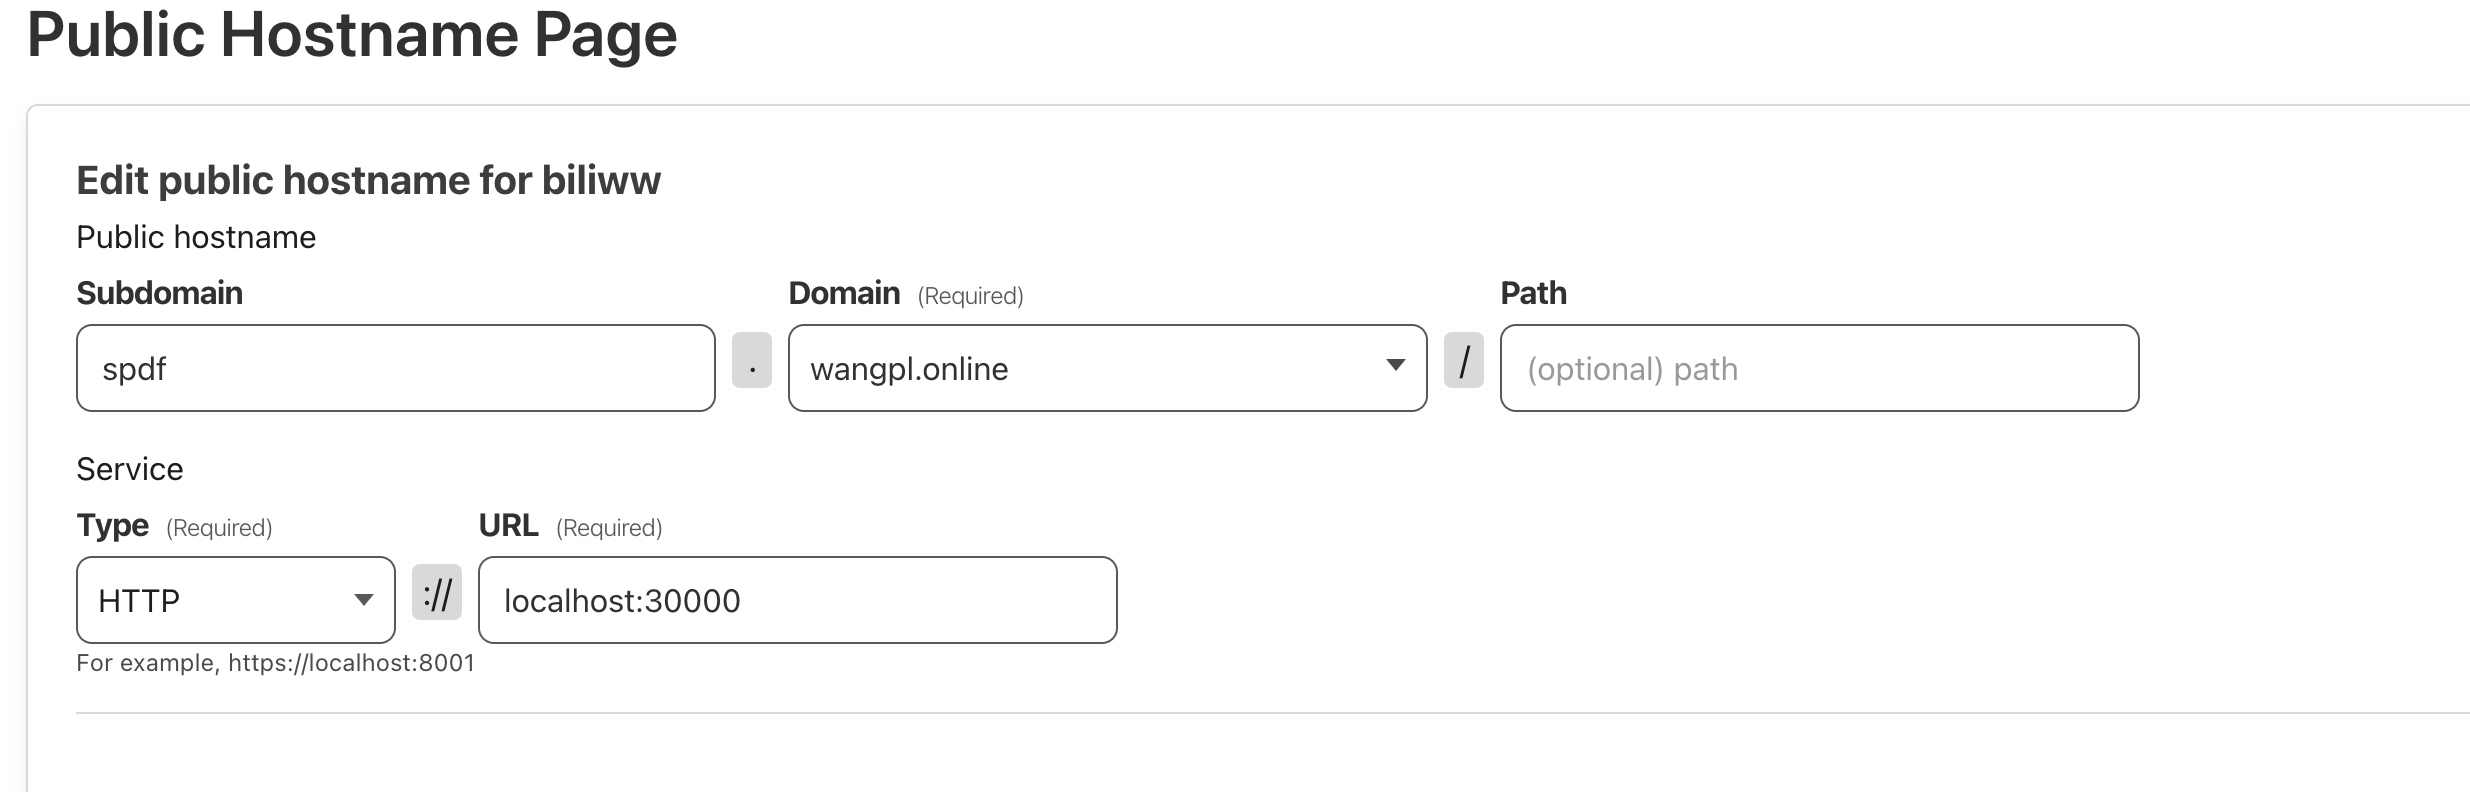 Public Hostname Page
Edit public hostname for biliww
Public hostname
Subdomain Domain (Required) Path
spdf . wangpl.online / (optional) path
Service
Type (Required) URL (Required)
HTTP :// localhost:30000
For example, https://localhost:8001